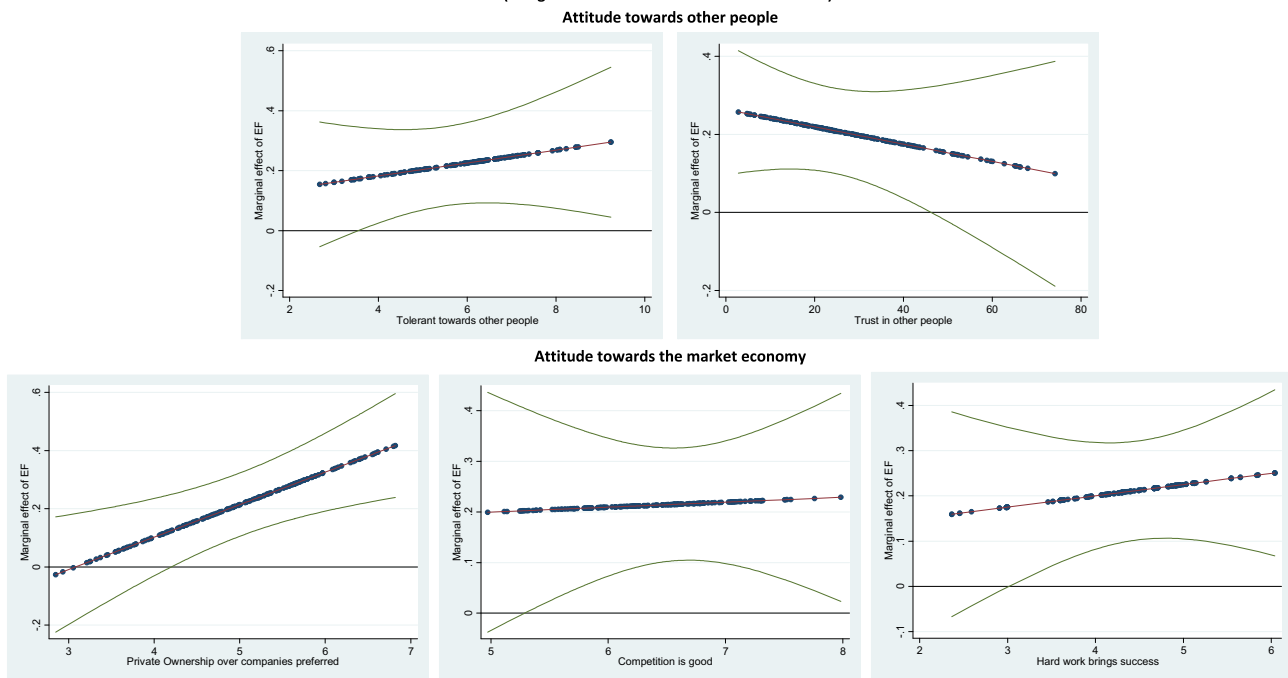 Attitude towards other people
.6
.4
.2
0
-.2
Marginal effect of EF
2 4 6 8 10
Tolerant towards other people
.4
.2
0
-.2
Marginal effect of EF
0 20 40 60 80
Trust in other people
Attitude towards the market economy
.6
.4
.2
0
-.2
Marginal effect of EF
3 4 5 6 7
Private Ownership over companies preferred
.4
.3
.2
.1
0
Marginal effect of EF
5 6 7 8
Competition is good
.4
.3
.2
.1
0
-.1
Marginal effect of EF
2 3 4 5 6
Hard work brings success